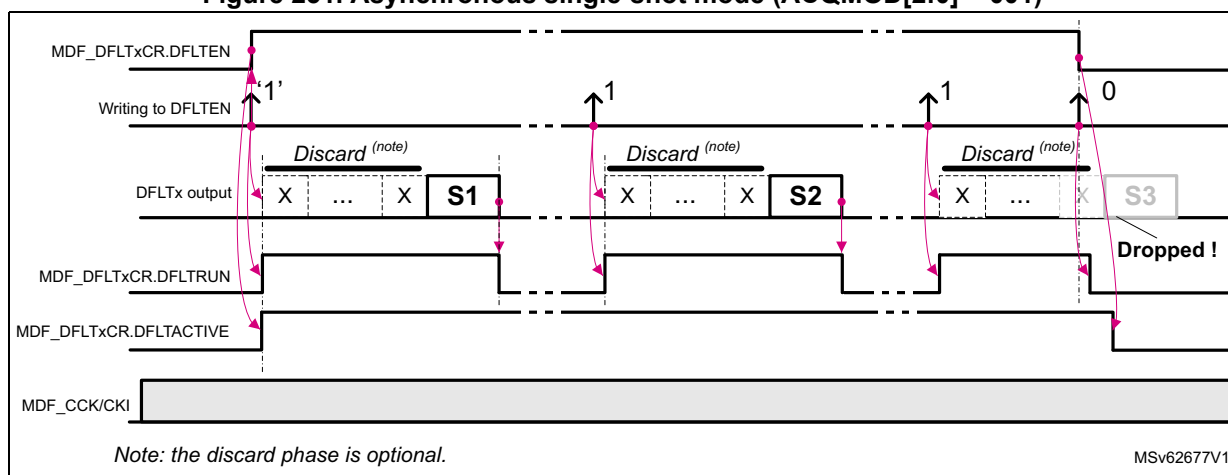 Asynchronous single-shot mode (ACQMOD[2:0] = 001)
MDF_DFLTxCR.DFLTEN
Writing to DFLTEN ‘1’ 1 1 0
Discard (note) Discard (note) Discard (note)
DFLTx output X ... X S1 X ... X S2 X ... X S3
Dropped !
MDF_DFLTxCR.DFLTRUN
MDF_DFLTxCR.DFLTACTIVE
MDF_CCK/CKI
Note: the discard phase is optional.
MSv62677V1